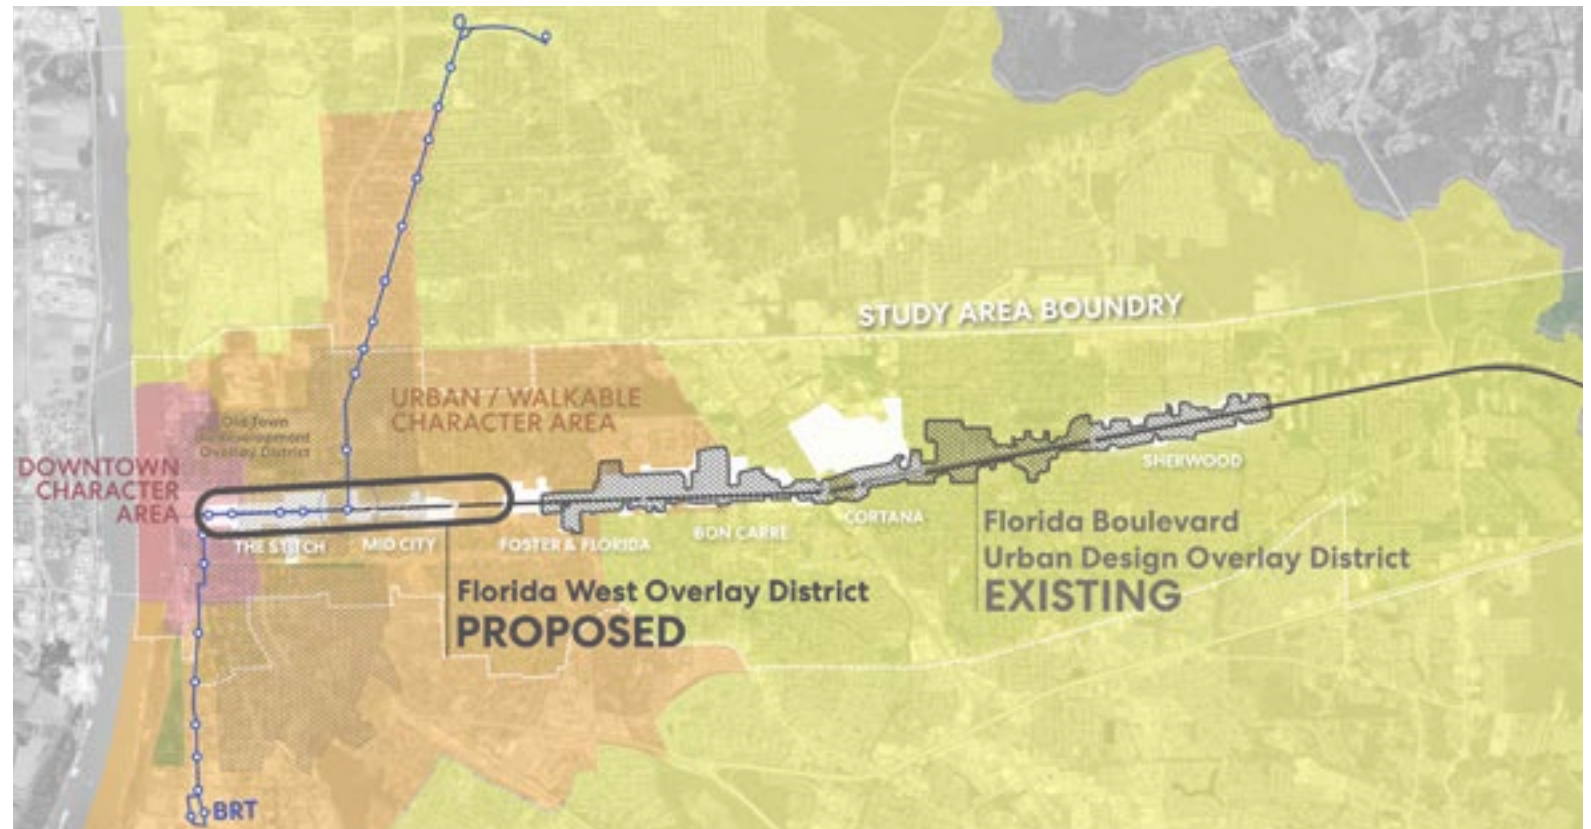 STUDY AREA BOUNDRY
URBAN / WALKABLE
CHARACTER AREA
Old Town
Redevelopment
Overlay District
DOWNTOWN
CHARACTER
AREA
THE STITCH
MID CITY
FOSTER & FLORIDA
BON CARRE
CORTANA
SHERWOOD
Florida West Overlay District
PROPOSED
Florida Boulevard
Urban Design Overlay District
EXISTING
BRT